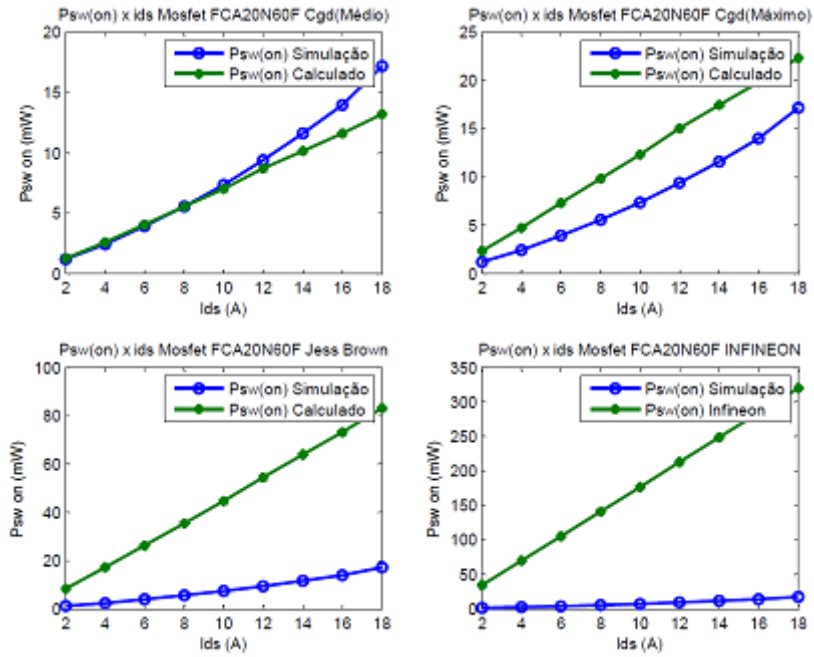 Psw(on) x ids Mosfet FCA20N60F Cgd(Médio)
20
15
10
5
0
Psw on (mW)
Psw(on) Simulação
Psw(on) Calculado
2 4 6 8 10 12 14 16 18
Ids (A)
Psw(on) x ids Mosfet FCA20N60F Cgd(Máximo)
25
20
15
10
5
0
Psw on (mW)
Psw(on) Simulação
Psw(on) Calculado
2 4 6 8 10 12 14 16 18
Ids (A)
Psw(on) x ids Mosfet FCA20N60F Jess Brown
100
80
60
40
20
0
Psw on (mW)
Psw(on) Simulação
Psw(on) Calculado
2 4 6 8 10 12 14 16 18
Ids (A)
Psw(on) x ids Mosfet FCA20N60F INFINEON
350
300
250
200
150
100
50
0
Psw on (mW)
Psw(on) Simulação
Psw(on) Infineon
2 4 6 8 10 12 14 16 18
Ids (A)